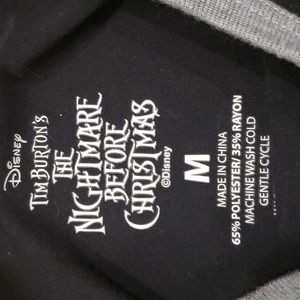 Disney
TIM BURTON'S
THE
NIGHTMARE
BEFORE
CHRISTMAS
©Disney
M
MADE IN CHINA
65% POLYESTER/ 35% RAYON
MACHINE WASH COLD
GENTLE CYCLE